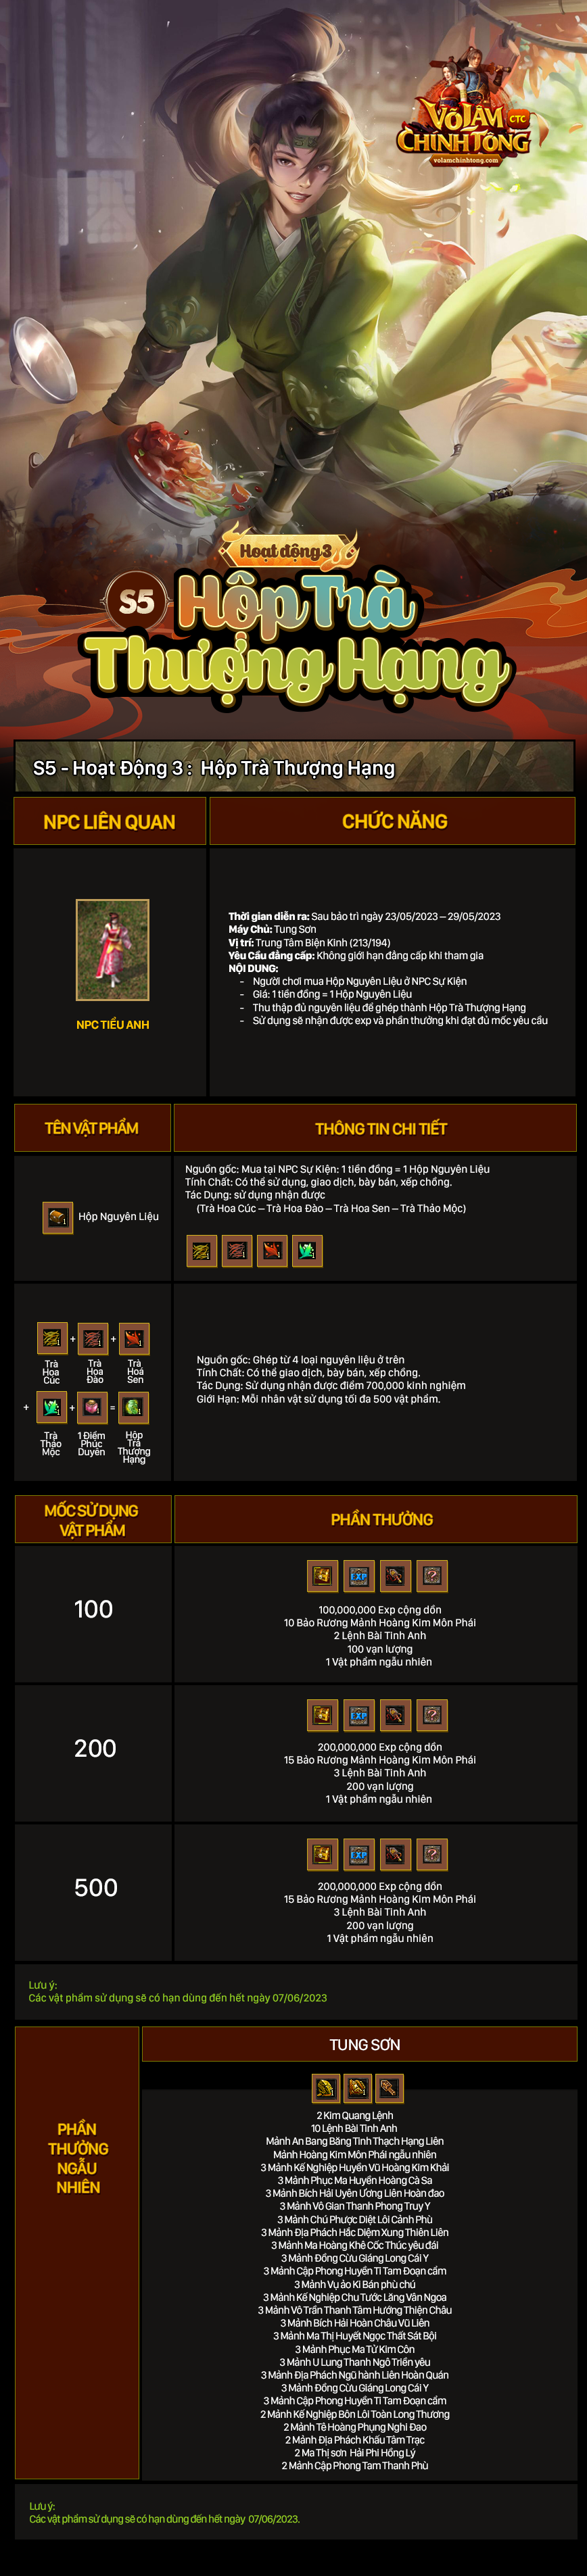 VÕ LÂM
CTC
CHINH TÔNG
volamchinhtong.com
Hoạt động 3
S5
Hộp Trà
Thượng Hạng
S5 - Hoạt Động 3 : Hộp Trà Thượng Hạng
NPC LIÊN QUAN
CHỨC NĂNG
NPC TIỂU ANH
Thời gian diễn ra: Sau bảo trì ngày 23/05/2023 – 29/05/2023
Máy Chủ: Tung Sơn
Vị trí: Trung Tâm Biện Kinh (213/194)
Yêu Cầu đẳng cấp: Không giới hạn đẳng cấp khi tham gia
NỘI DUNG:
- Người chơi mua Hộp Nguyên Liệu ở NPC Sự Kiện
- Giá: 1 tiền đồng = 1 Hộp Nguyên Liệu
- Thu thập đủ nguyên liệu để ghép thành Hộp Trà Thượng Hạng
- Sử dụng sẽ nhận được exp và phần thưởng khi đạt đủ mốc yêu cầu
TÊN VẬT PHẨM
THÔNG TIN CHI TIẾT
Hộp Nguyên Liệu
Nguồn gốc: Mua tại NPC Sự Kiện: 1 tiền đồng = 1 Hộp Nguyên Liệu
Tính Chất: Có thể sử dụng, giao dịch, bày bán, xếp chồng.
Tác Dụng: sử dụng nhận được
(Trà Hoa Cúc – Trà Hoa Đào – Trà Hoa Sen – Trà Thảo Mộc)
+ +
Trà Hoa Cúc
Trà Hoa Đào
Trà Hoá Sen
+ + =
Trà Thảo Mộc
1 Điểm Phúc Duyên
Hộp Trà Thượng Hạng
Nguồn gốc: Ghép từ 4 loại nguyên liệu ở trên
Tính Chất: Có thể giao dịch, bày bán, xếp chồng.
Tác Dụng: Sử dụng nhận được điểm 700,000 kinh nghiệm
Giới Hạn: Mỗi nhân vật sử dụng tối đa 500 vật phẩm.
MỐC SỬ DỤNG
VẬT PHẨM
PHẦN THƯỞNG
100
EXP
100,000,000 Exp cộng dồn
10 Bảo Rương Mảnh Hoàng Kim Môn Phái
2 Lệnh Bài Tinh Anh
100 vạn lượng
1 Vật phẩm ngẫu nhiên
200
EXP
200,000,000 Exp cộng dồn
15 Bảo Rương Mảnh Hoàng Kim Môn Phái
3 Lệnh Bài Tinh Anh
200 vạn lượng
1 Vật phẩm ngẫu nhiên
500
EXP
200,000,000 Exp cộng dồn
15 Bảo Rương Mảnh Hoàng Kim Môn Phái
3 Lệnh Bài Tinh Anh
200 vạn lượng
1 Vật phẩm ngẫu nhiên
Lưu ý:
Các vật phẩm sử dụng sẽ có hạn dùng đến hết ngày 07/06/2023
PHẦN
THƯỞNG
NGẪU
NHIÊN
TUNG SƠN
2 Kim Quang Lệnh
10 Lệnh Bài Tinh Anh
Mảnh An Bang Băng Tinh Thạch Hạng Liên
Mảnh Hoàng Kim Môn Phái ngẫu nhiên
3 Mảnh Kế Nghiệp Huyền Vũ Hoàng Kim Khải
3 Mảnh Phục Ma Huyền Hoàng Cà Sa
3 Mảnh Bích Hải Uyên Ương Liên Hoàn đao
3 Mảnh Vô Gian Thanh Phong Truy Y
3 Mảnh Chú Phược Diệt Lôi Cảnh Phù
3 Mảnh Địa Phách Hắc Diệm Xung Thiên Liên
3 Mảnh Ma Hoàng Khê Cốc Thúc yêu đái
3 Mảnh Đồng Cừu Giáng Long Cái Y
3 Mảnh Cập Phong Huyền Ti Tam Đoạn cẩm
3 Mảnh Vụ ảo Ki Bán phù chú
3 Mảnh Kế Nghiệp Chu Tước Lăng Vân Ngoa
3 Mảnh Vô Trần Thanh Tâm Hướng Thiện Châu
3 Mảnh Bích Hải Hoàn Châu Vũ Liên
3 Mảnh Ma Thị Huyết Ngọc Thất Sát Bội
3 Mảnh Phục Ma Tử Kim Côn
3 Mảnh U Lung Thanh Ngô Triền yêu
3 Mảnh Địa Phách Ngũ hành Liên Hoàn Quán
3 Mảnh Đồng Cừu Giáng Long Cái Y
3 Mảnh Cập Phong Huyền Ti Tam Đoạn cẩm
2 Mảnh Kế Nghiệp Bôn Lôi Toàn Long Thương
2 Mảnh Tê Hoàng Phụng Nghi Đao
2 Mảnh Địa Phách Khấu Tâm Trạc
2 Ma Thị sơn Hải Phi Hồng Lý
2 Mảnh Cập Phong Tam Thanh Phù
Lưu ý:
Các vật phẩm sử dụng sẽ có hạn dùng đến hết ngày 07/06/2023.